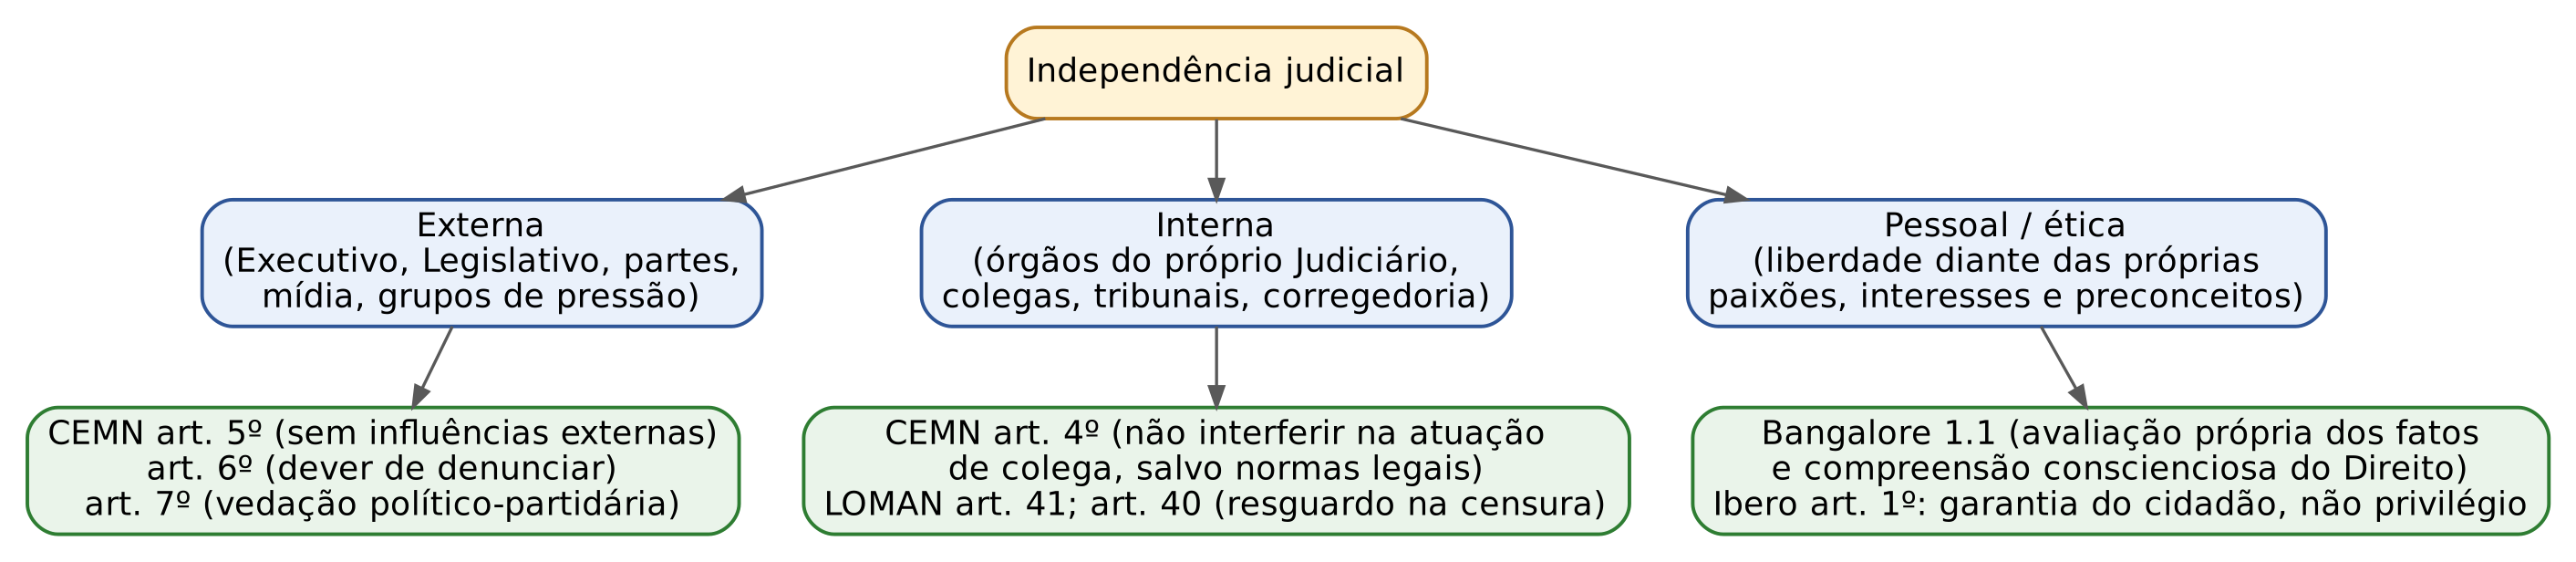 Independência judicial
Externa
(Executivo, Legislativo, partes,
mídia, grupos de pressão)
Interna
(órgãos do próprio Judiciário,
colegas, tribunais, corregedoria)
Pessoal / ética
(liberdade diante das próprias
paixões, interesses e preconceitos)
CEMN art. 5º (sem influências externas)
art. 6º (dever de denunciar)
art. 7º (vedação político-partidária)
CEMN art. 4º (não interferir na atuação
de colega, salvo normas legais)
LOMAN art. 41; art. 40 (resguardo na censura)
Bangalore 1.1 (avaliação própria dos fatos
e compreensão conscienciosa do Direito)
Ibero art. 1º: garantia do cidadão, não privilégio